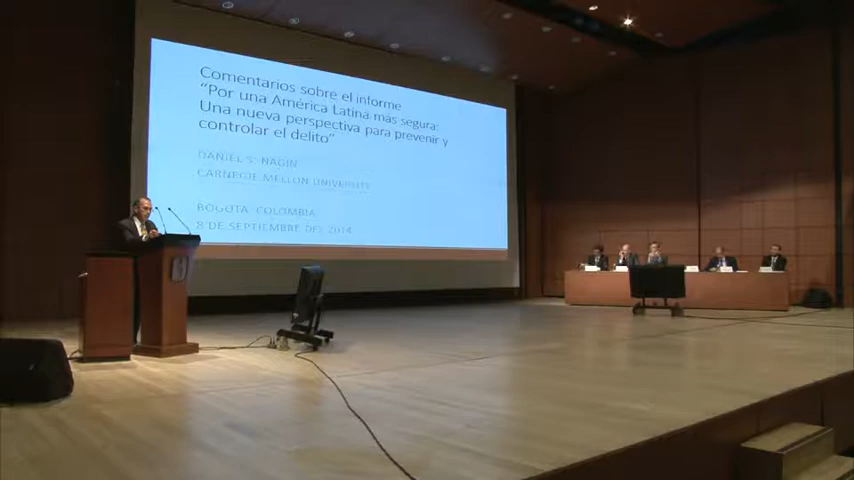 Comentarios sobre el informe
“Por una América Latina más segura:
Una nueva perspectiva para prevenir y
controlar el delito”
DANIEL S. NAGIN
CARNEGIE MELLON UNIVERSITY
BOGOTA, COLOMBIA
8 DE SEPTIEMBRE DEL 2014